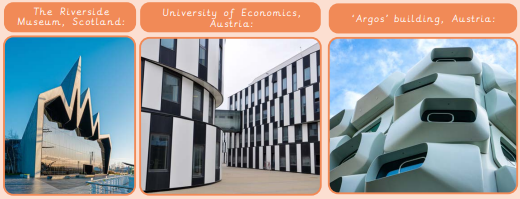 The Riverside
Museum, Scotland:
University of Economics,
Austria:
'Argos' building, Austria: